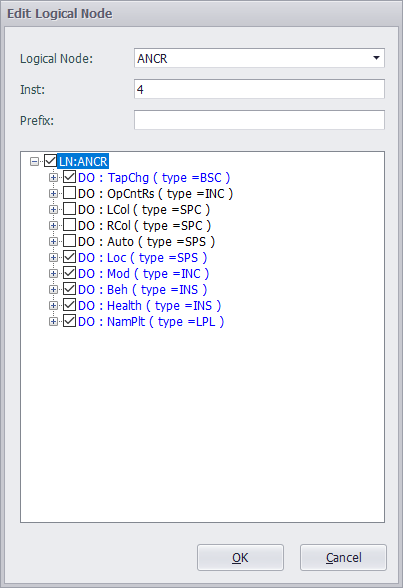 Edit Logical Node
Logical Node: ANCR
Inst: 4
Prefix:
LN:ANCR
DO : TapChg ( type =BSC )
DO : OpCntRs ( type =INC )
DO : LCol ( type =SPC )
DO : RCol ( type =SPC )
DO : Auto ( type =SPS )
DO : Loc ( type =SPS )
DO : Mod ( type =INC )
DO : Beh ( type =INS )
DO : Health ( type =INS )
DO : NamPlt ( type =LPL )
OK Cancel